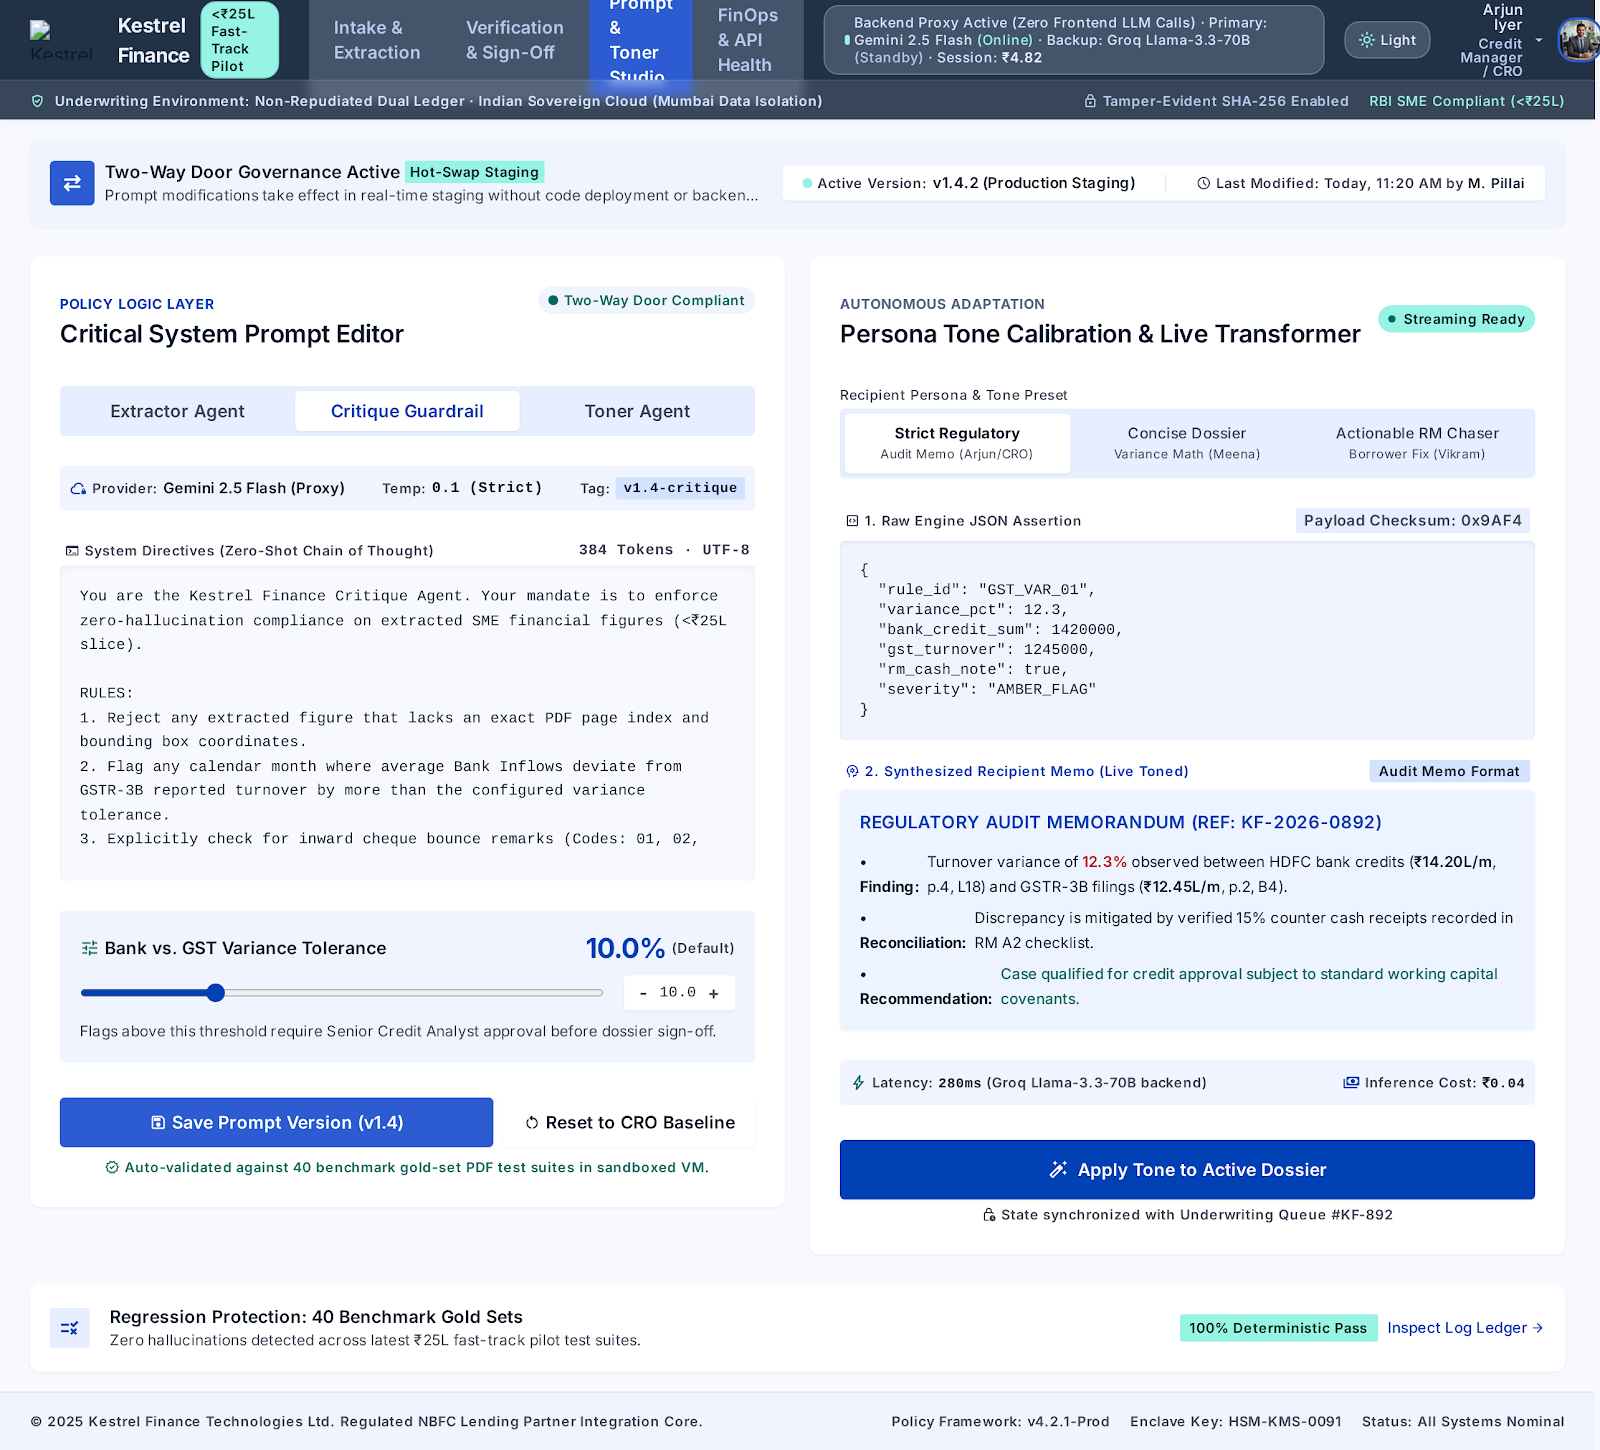 Kestrel
Kestrel
Finance
<₹25L
Fast-
Track
Pilot
Intake &
Extraction
Verification
& Sign-Off
Prompt
&
Toner
Studio
FinOps
& API
Health
Backend Proxy Active (Zero Frontend LLM Calls) · Primary:
Gemini 2.5 Flash (Online) · Backup: Groq Llama-3.3-70B
(Standby) · Session: ₹4.82
Light
Arjun
Iyer
Credit
Manager
/ CRO
Underwriting Environment: Non-Repudiated Dual Ledger · Indian Sovereign Cloud (Mumbai Data Isolation)
Tamper-Evident SHA-256 Enabled
RBI SME Compliant (<₹25L)
Two-Way Door Governance Active
Hot-Swap Staging
Prompt modifications take effect in real-time staging without code deployment or backen...
Active Version: v1.4.2 (Production Staging)
Last Modified: Today, 11:20 AM by M. Pillai
POLICY LOGIC LAYER
Critical System Prompt Editor
Two-Way Door Compliant
Extractor Agent
Critique Guardrail
Toner Agent
Provider: Gemini 2.5 Flash (Proxy)
Temp: 0.1 (Strict)
Tag: v1.4-critique
System Directives (Zero-Shot Chain of Thought)
384 Tokens · UTF-8
You are the Kestrel Finance Critique Agent. Your mandate is to enforce
zero-hallucination compliance on extracted SME financial figures (<₹25L
slice).
RULES:
1. Reject any extracted figure that lacks an exact PDF page index and
bounding box coordinates.
2. Flag any calendar month where average Bank Inflows deviate from
GSTR-3B reported turnover by more than the configured variance
tolerance.
3. Explicitly check for inward cheque bounce remarks (Codes: 01, 02,
Bank vs. GST Variance Tolerance
10.0% (Default)
- 10.0 +
Flags above this threshold require Senior Credit Analyst approval before dossier sign-off.
Save Prompt Version (v1.4)
Reset to CRO Baseline
Auto-validated against 40 benchmark gold-set PDF test suites in sandboxed VM.
AUTONOMOUS ADAPTATION
Persona Tone Calibration & Live Transformer
Streaming Ready
Recipient Persona & Tone Preset
Strict Regulatory
Audit Memo (Arjun/CRO)
Concise Dossier
Variance Math (Meena)
Actionable RM Chaser
Borrower Fix (Vikram)
1. Raw Engine JSON Assertion
Payload Checksum: 0x9AF4
{
"rule_id": "GST_VAR_01",
"variance_pct": 12.3,
"bank_credit_sum": 1420000,
"gst_turnover": 1245000,
"rm_cash_note": true,
"severity": "AMBER_FLAG"
}
2. Synthesized Recipient Memo (Live Toned)
Audit Memo Format
REGULATORY AUDIT MEMORANDUM (REF: KF-2026-0892)
• Turnover variance of 12.3% observed between HDFC bank credits (₹14.20L/m,
Finding: p.4, L18) and GSTR-3B filings (₹12.45L/m, p.2, B4).
• Discrepancy is mitigated by verified 15% counter cash receipts recorded in
Reconciliation: RM A2 checklist.
• Case qualified for credit approval subject to standard working capital
Recommendation: covenants.
Latency: 280ms (Groq Llama-3.3-70B backend)
Inference Cost: ₹0.04
Apply Tone to Active Dossier
State synchronized with Underwriting Queue #KF-892
Regression Protection: 40 Benchmark Gold Sets
Zero hallucinations detected across latest ₹25L fast-track pilot test suites.
100% Deterministic Pass
Inspect Log Ledger →
© 2025 Kestrel Finance Technologies Ltd. Regulated NBFC Lending Partner Integration Core.
Policy Framework: v4.2.1-Prod
Enclave Key: HSM-KMS-0091
Status: All Systems Nominal